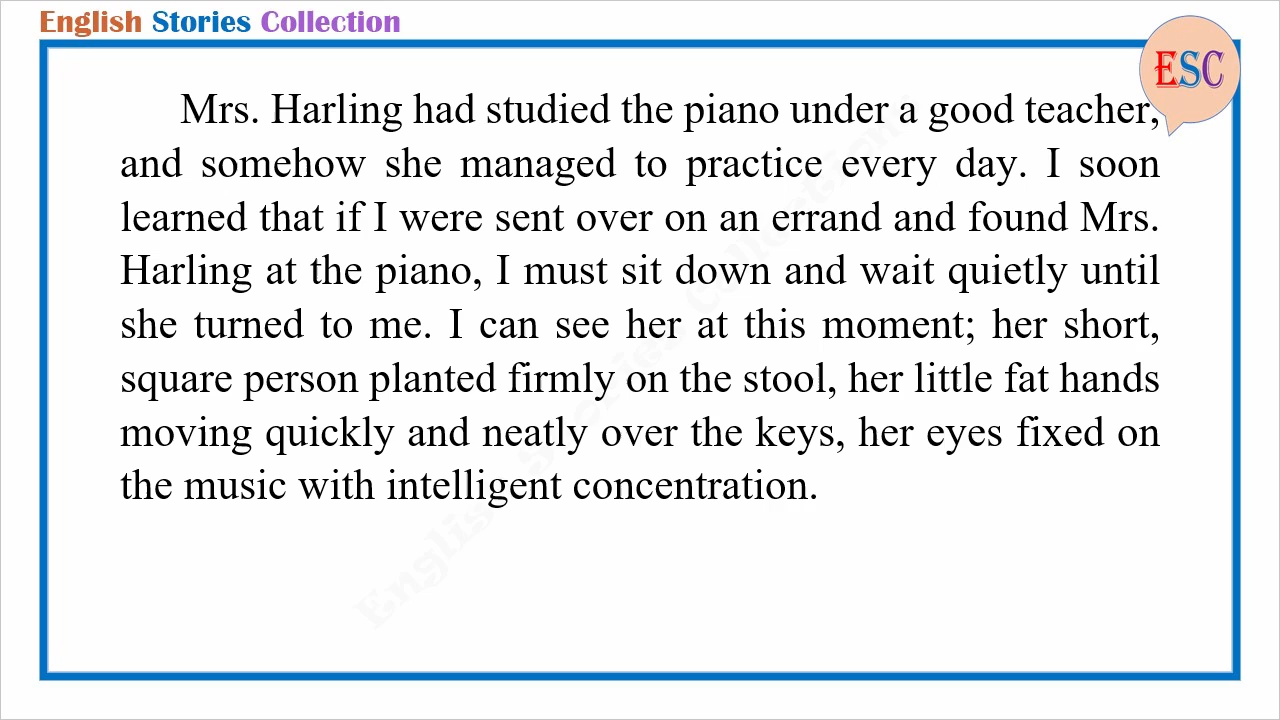 English Stories Collection
ESC
Mrs. Harling had studied the piano under a good teacher,
and somehow she managed to practice every day. I soon
learned that if I were sent over on an errand and found Mrs.
Harling at the piano, I must sit down and wait quietly until
she turned to me. I can see her at this moment; her short,
square person planted firmly on the stool, her little fat hands
moving quickly and neatly over the keys, her eyes fixed on
the music with intelligent concentration.
English Stories Collection